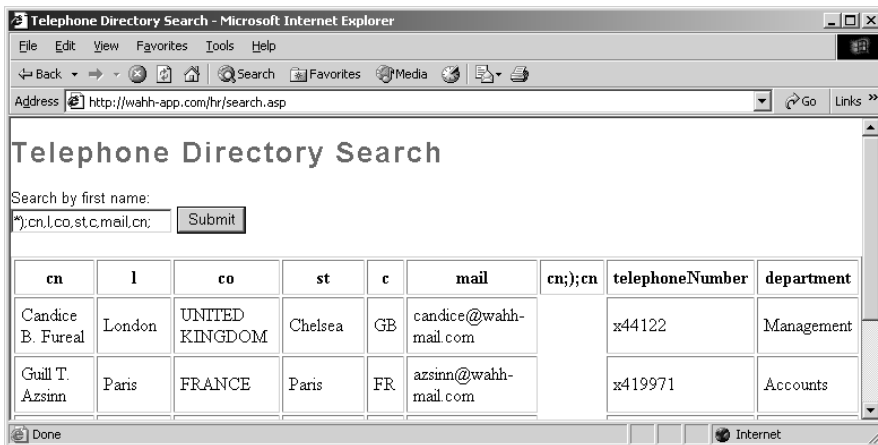 Telephone Directory Search - Microsoft Internet Explorer
File Edit View Favorites Tools Help
Back Search Favorites Media
Address http://wahh-app.com/hr/search.asp Go Links »
Telephone Directory Search
Search by first name:
*);cn,l,co,st,c,mail,cn; Submit
cn l co st c mail cn;);cn telephoneNumber department
Candice B. Fureal London UNITED KINGDOM Chelsea GB candice@wahh-mail.com x44122 Management
Guill T. Azsinn Paris FRANCE Paris FR azsinn@wahh-mail.com x419971 Accounts
Done Internet